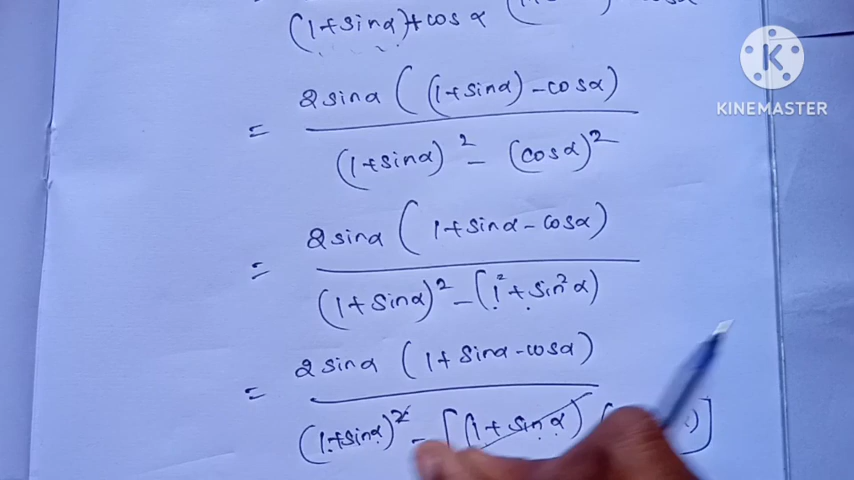 (1+sinα)+cosα
= 2sinα ((1+sinα)-cosα) / (1+sinα)² - (cosα)²
KINEMASTER
= 2sinα (1+sinα-cosα) / (1+sinα)² - (1²+sin²α)
= 2sinα (1+sinα-cosα) / (1+sinα)² - [(1+sinα) ( )]